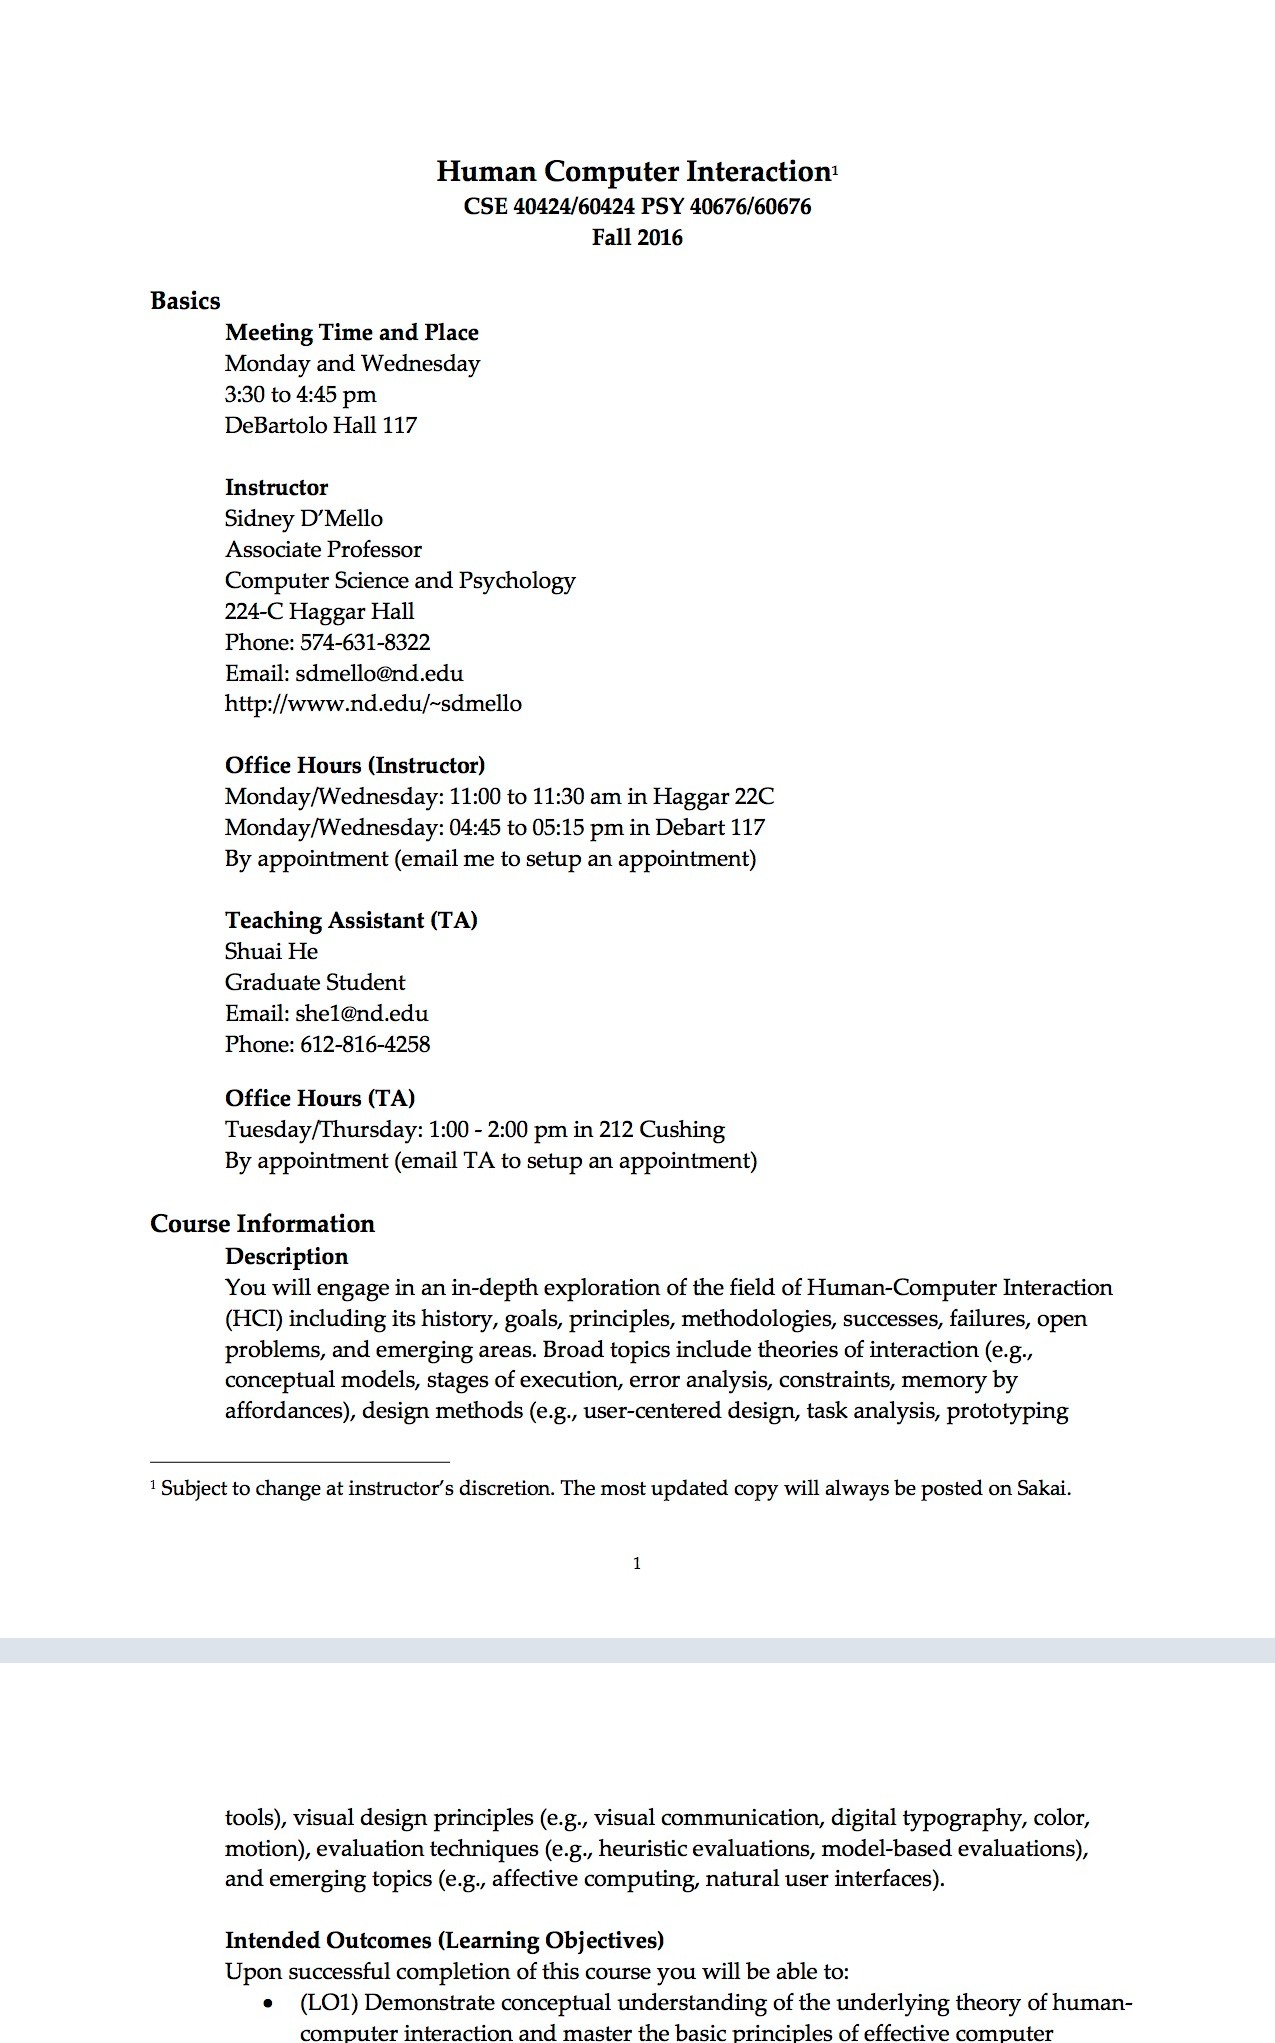 Human Computer Interaction¹
CSE 40424/60424 PSY 40676/60676
Fall 2016
Basics
Meeting Time and Place
Monday and Wednesday
3:30 to 4:45 pm
DeBartolo Hall 117
Instructor
Sidney D’Mello
Associate Professor
Computer Science and Psychology
224-C Haggar Hall
Phone: 574-631-8322
Email: sdmello@nd.edu
http://www.nd.edu/~sdmello
Office Hours (Instructor)
Monday/Wednesday: 11:00 to 11:30 am in Haggar 22C
Monday/Wednesday: 04:45 to 05:15 pm in Debart 117
By appointment (email me to setup an appointment)
Teaching Assistant (TA)
Shuai He
Graduate Student
Email: she1@nd.edu
Phone: 612-816-4258
Office Hours (TA)
Tuesday/Thursday: 1:00 - 2:00 pm in 212 Cushing
By appointment (email TA to setup an appointment)
Course Information
Description
You will engage in an in-depth exploration of the field of Human-Computer Interaction
(HCI) including its history, goals, principles, methodologies, successes, failures, open
problems, and emerging areas. Broad topics include theories of interaction (e.g.,
conceptual models, stages of execution, error analysis, constraints, memory by
affordances), design methods (e.g., user-centered design, task analysis, prototyping
¹ Subject to change at instructor’s discretion. The most updated copy will always be posted on Sakai.
1
tools), visual design principles (e.g., visual communication, digital typography, color,
motion), evaluation techniques (e.g., heuristic evaluations, model-based evaluations),
and emerging topics (e.g., affective computing, natural user interfaces).
Intended Outcomes (Learning Objectives)
Upon successful completion of this course you will be able to:
• (LO1) Demonstrate conceptual understanding of the underlying theory of human-
computer interaction and master the basic principles of effective computer